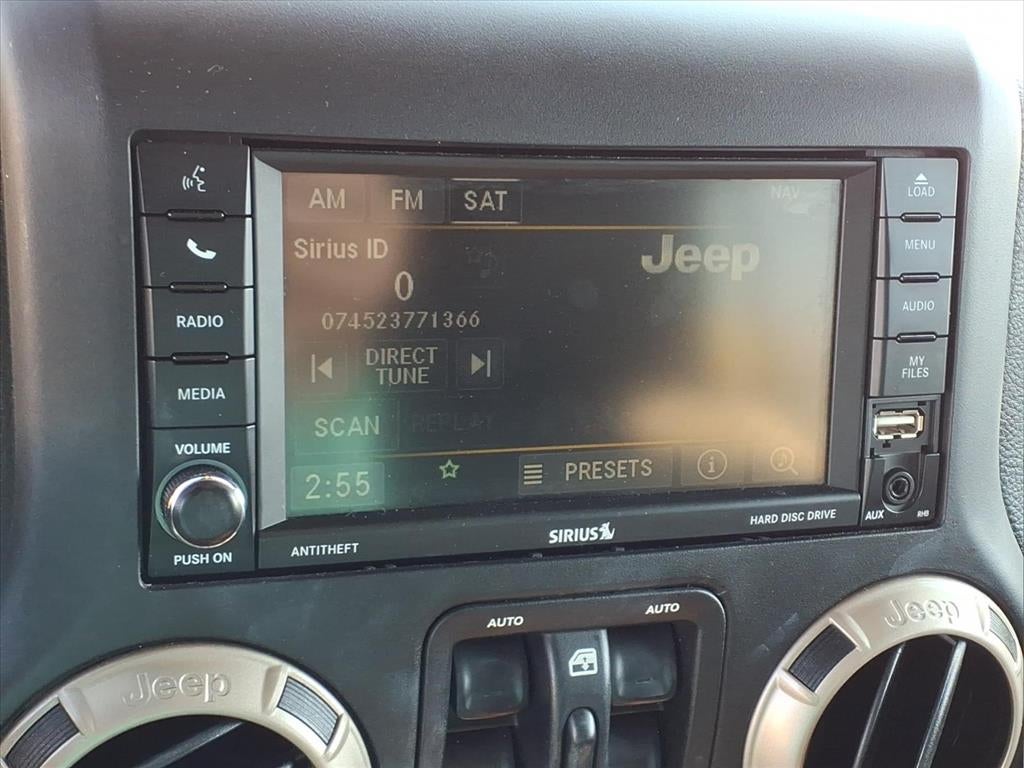 AM FM SAT NAV
Sirius ID
Jeep
0
074523771366
DIRECT
TUNE
SCAN REPLAY
2:55 PRESETS
RADIO
MEDIA
VOLUME
PUSH ON
LOAD
MENU
AUDIO
MY
FILES
AUX RHB
ANTITHEFT SIRIUS HARD DISC DRIVE
AUTO AUTO
Jeep Jeep